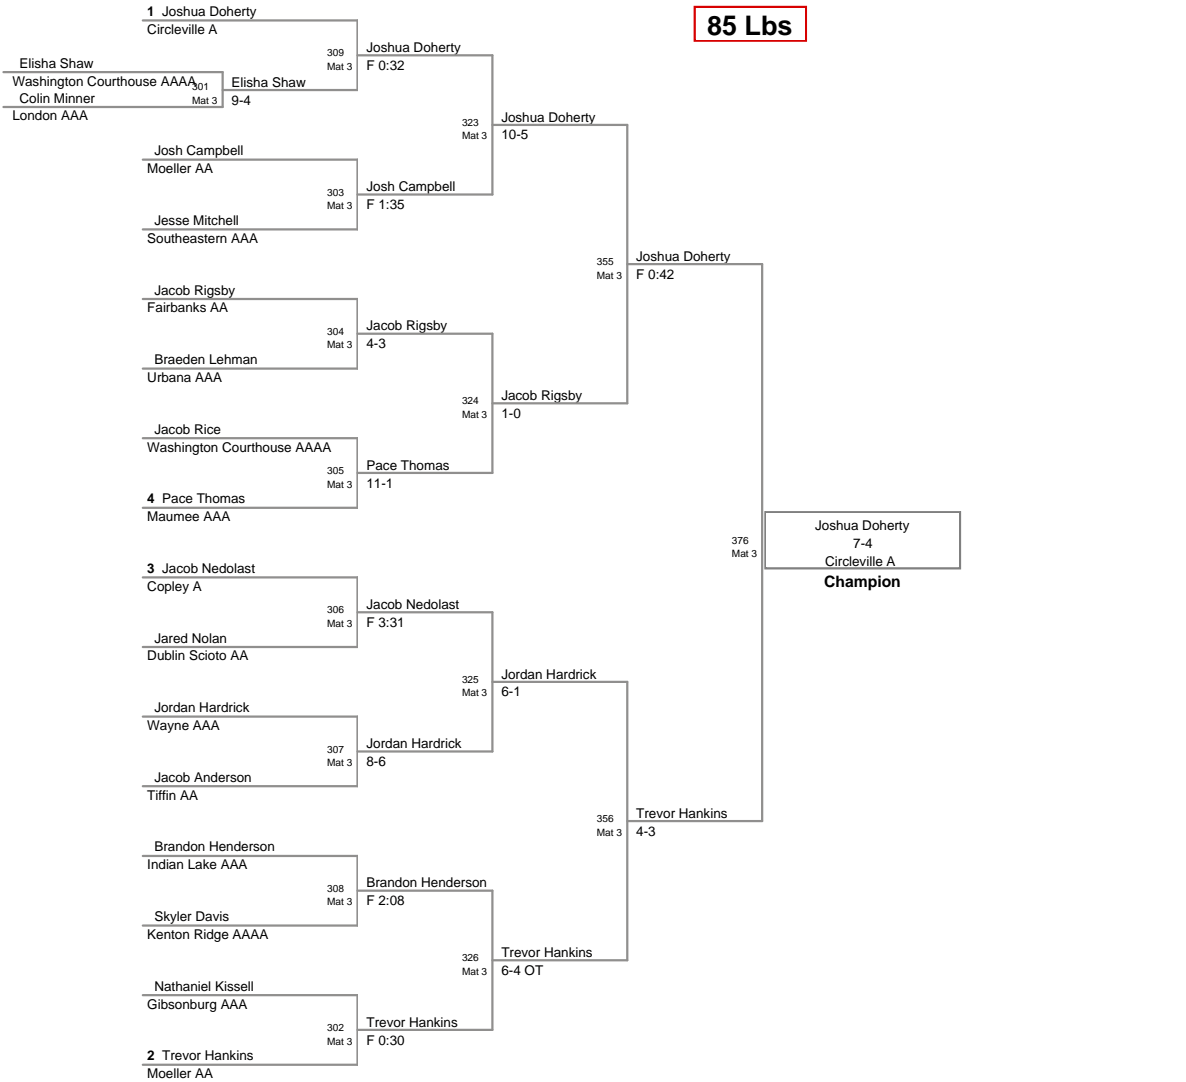 1 Joshua Doherty
85 Lbs
Circleville A
309
Mat 3
Joshua Doherty
F 0:32
Elisha Shaw
Washington Courthouse AAAA
301
Mat 3
Elisha Shaw
9-4
Colin Minner
London AAA
323
Mat 3
Joshua Doherty
10-5
Josh Campbell
Moeller AA
303
Mat 3
Josh Campbell
F 1:35
Jesse Mitchell
Southeastern AAA
355
Mat 3
Joshua Doherty
F 0:42
Jacob Rigsby
Fairbanks AA
304
Mat 3
Jacob Rigsby
4-3
Braeden Lehman
Urbana AAA
324
Mat 3
Jacob Rigsby
1-0
Jacob Rice
Washington Courthouse AAAA
305
Mat 3
Pace Thomas
11-1
4 Pace Thomas
Maumee AAA
376
Mat 3
Joshua Doherty
7-4
Circleville A
Champion
3 Jacob Nedolast
Copley A
306
Mat 3
Jacob Nedolast
F 3:31
Jared Nolan
Dublin Scioto AA
325
Mat 3
Jordan Hardrick
6-1
Jordan Hardrick
Wayne AAA
307
Mat 3
Jordan Hardrick
8-6
Jacob Anderson
Tiffin AA
356
Mat 3
Trevor Hankins
4-3
Brandon Henderson
Indian Lake AAA
308
Mat 3
Brandon Henderson
F 2:08
Skyler Davis
Kenton Ridge AAAA
326
Mat 3
Trevor Hankins
6-4 OT
Nathaniel Kissell
Gibsonburg AAA
302
Mat 3
Trevor Hankins
F 0:30
2 Trevor Hankins
Moeller AA